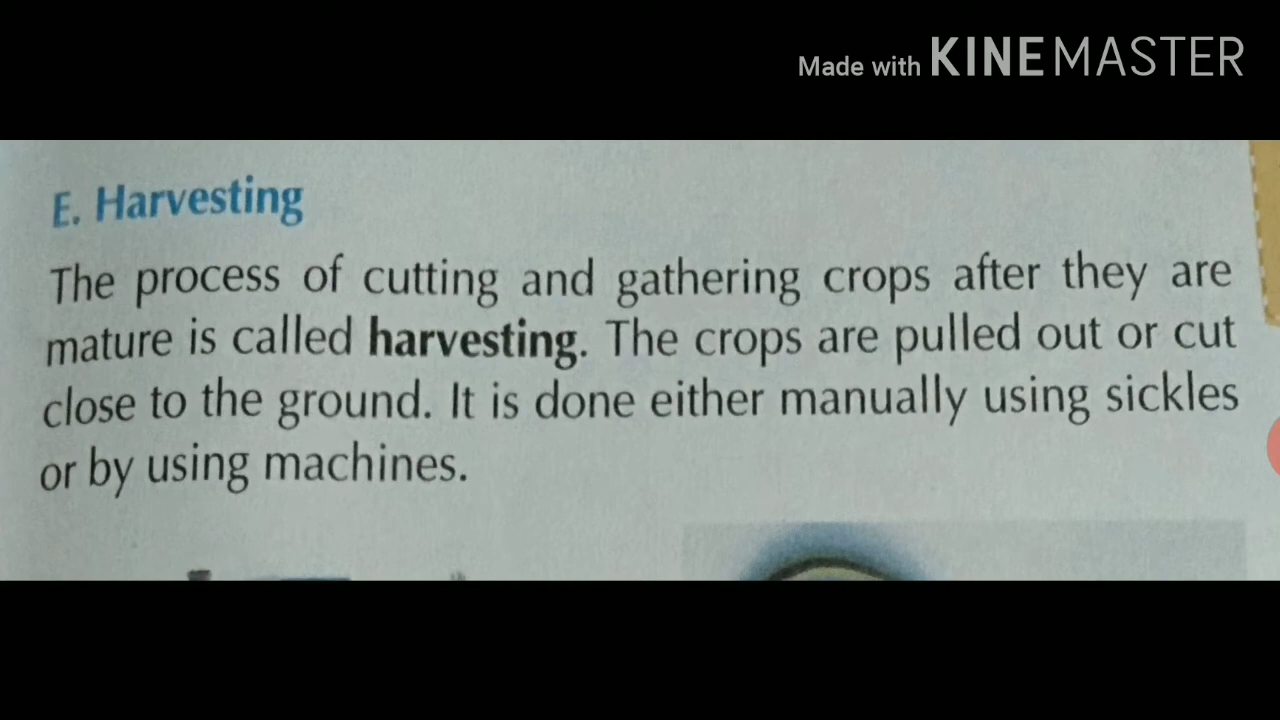 Made with KINEMASTER
E. Harvesting
The process of cutting and gathering crops after they are
mature is called harvesting. The crops are pulled out or cut
close to the ground. It is done either manually using sickles
or by using machines.